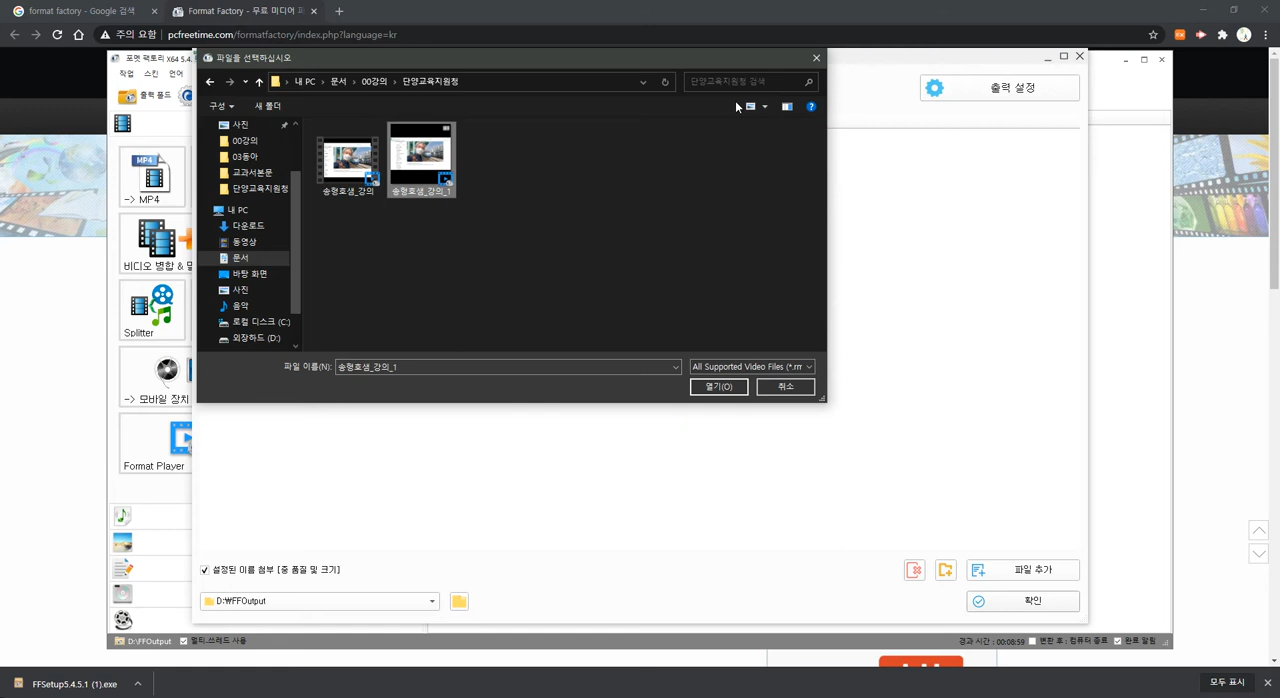 format factory - Google 검색
Format Factory - 무료 미디어 파
주의 요함
pcfreetime.com/formatfactory/index.php?language=kr
포멧 팩토리 X64 5.4.
작업 스킨 언어
출력 폴드
파일을 선택하십시오
내 PC > 문서 > 00강의 > 단양교육지원청
단양교육지원청 검색
출력 설정
구성
새 폴더
사진
00강의
03동아
교과서본문
단양교육지원청
내 PC
다운로드
동영상
문서
바탕 화면
사진
음악
로컬 디스크 (C:)
외장하드 (D:)
송형호샘_강의
송형호샘_강의_1
MP4
-> MP4
비디오 병합 &
Splitter
-> 모바일 장치
Format Player
파일 이름(N):
송형호샘_강의_1
All Supported Video Files (*.rm
열기(O)
취소
설정된 이름 첨부 [중 품질 및 크기]
파일 추가
D:₩FFOutput
확인
D:\FFOutput
멀티-쓰레드 사용
경과 시간 : 00:08:59
변환 후 : 컴퓨터 종료
완료 알림
FFSetup5.4.5.1 (1).exe
모두 표시